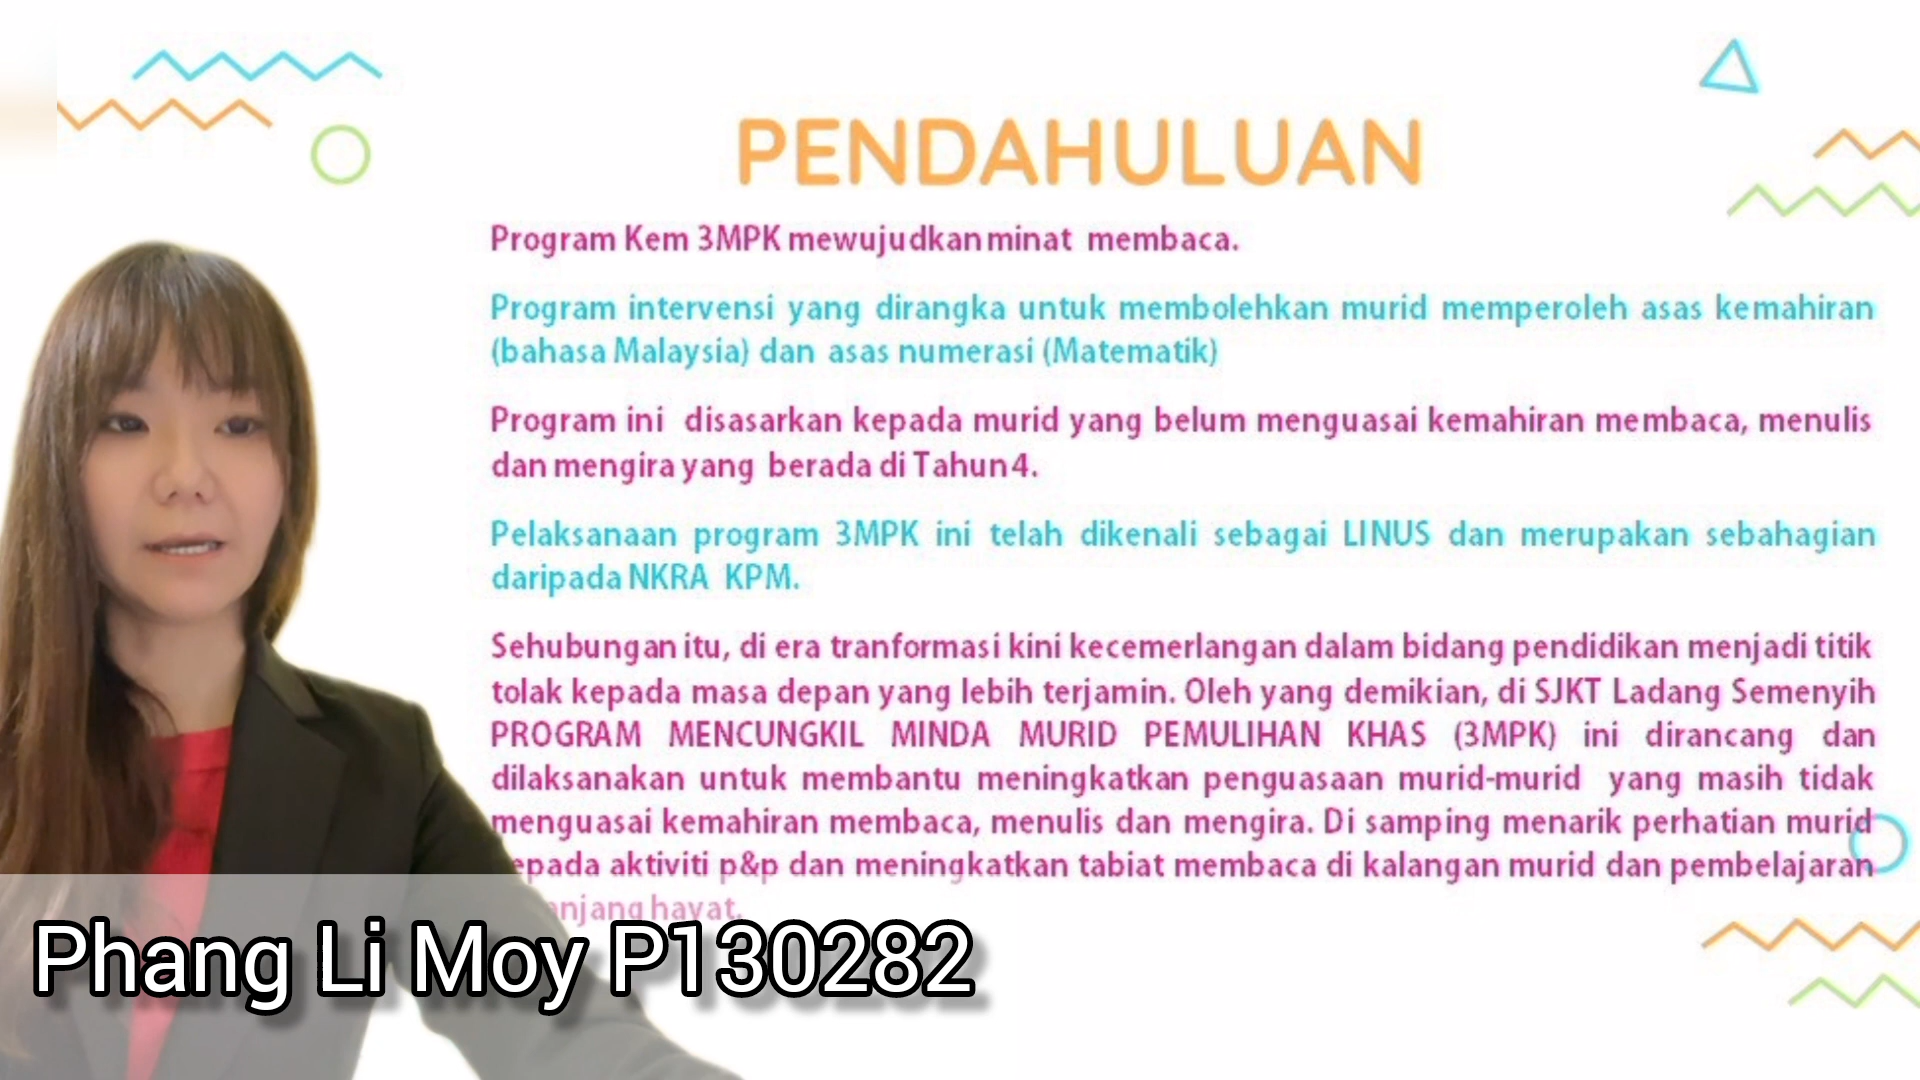 PENDAHULUAN
Program Kem 3MPK mewujudkan minat membaca.
Program intervensi yang dirangka untuk membolehkan murid memperoleh asas kemahiran
(bahasa Malaysia) dan asas numerasi (Matematik)
Program ini disasarkan kepada murid yang belum menguasai kemahiran membaca, menulis
dan mengira yang berada di Tahun 4.
Pelaksanaan program 3MPK ini telah dikenali sebagai LINUS dan merupakan sebahagian
daripada NKRA KPM.
Sehubungan itu, di era tranformasi kini kecemerlangan dalam bidang pendidikan menjadi titik
tolak kepada masa depan yang lebih terjamin. Oleh yang demikian, di SJKT Ladang Semenyih
PROGRAM MENCUNGKIL MINDA MURID PEMULIHAN KHAS (3MPK) ini dirancang dan
dilaksanakan untuk membantu meningkatkan penguasaan murid-murid yang masih tidak
menguasai kemahiran membaca, menulis dan mengira. Di samping menarik perhatian murid
epada aktiviti p&p dan meningkatkan tabiat membaca di kalangan murid dan pembelajaran
anjang hayat.
Phang Li Moy P130282